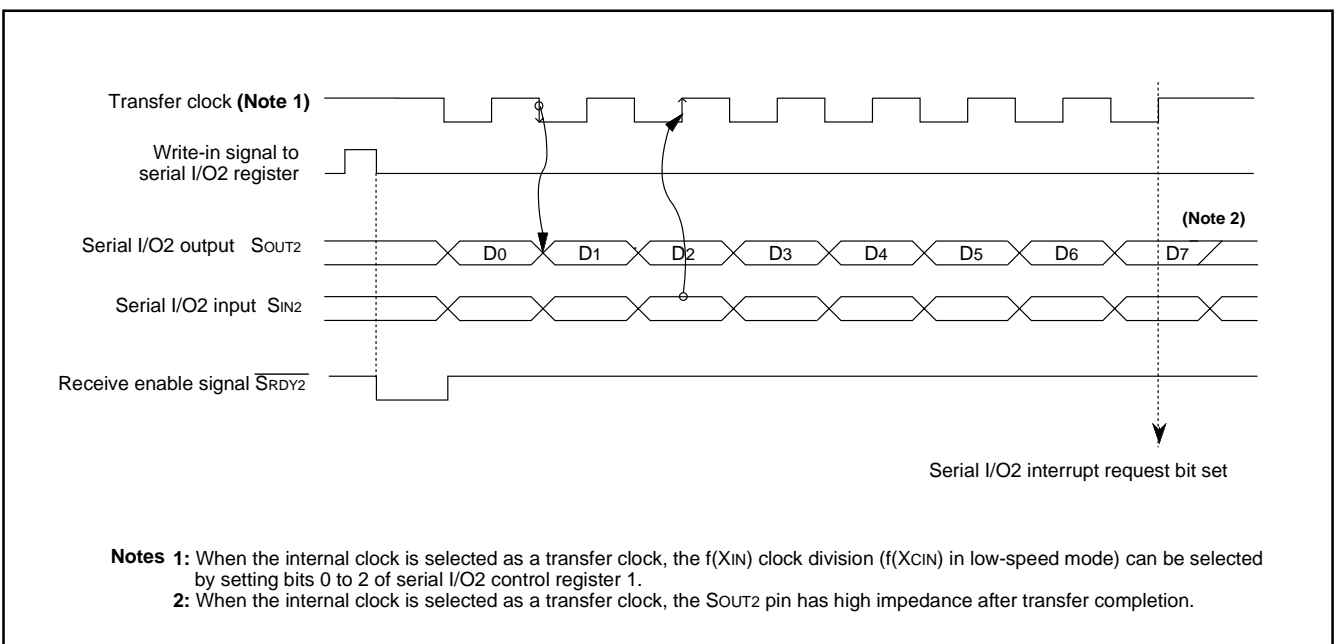 Transfer clock (Note 1)
Write-in signal to
serial I/O2 register
(Note 2)
Serial I/O2 output SOUT2
D0 D1 D2 D3 D4 D5 D6 D7
Serial I/O2 input SIN2
Receive enable signal SRDY2
Serial I/O2 interrupt request bit set
Notes 1: When the internal clock is selected as a transfer clock, the f(XIN) clock division (f(XCIN) in low-speed mode) can be selected
by setting bits 0 to 2 of serial I/O2 control register 1.
2: When the internal clock is selected as a transfer clock, the SOUT2 pin has high impedance after transfer completion.